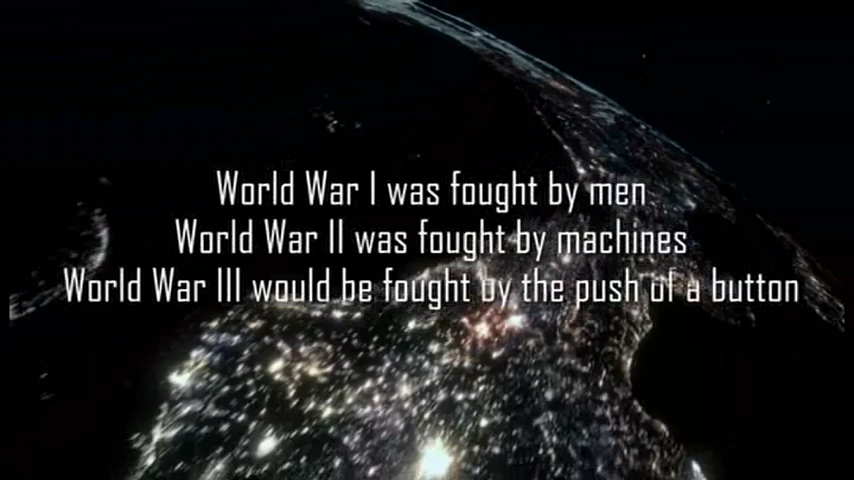 World War I was fought by men
World War II was fought by machines
World War III would be fought by the push of a button